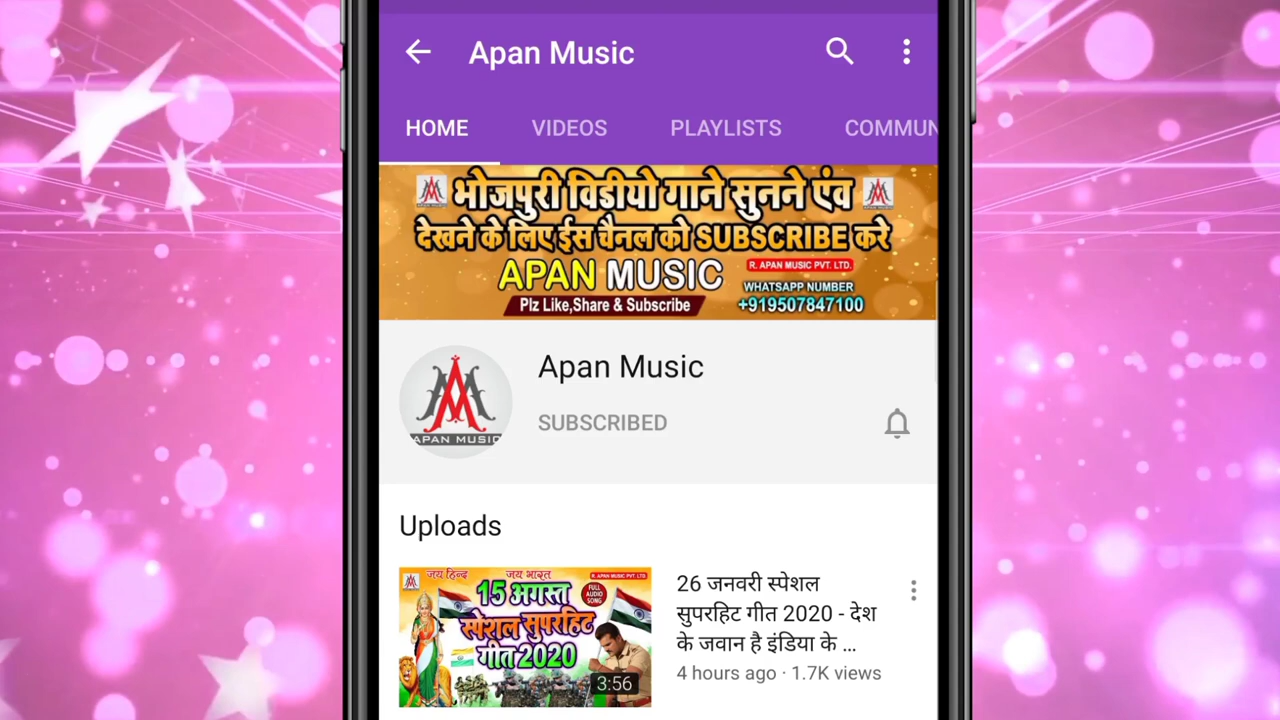 Apan Music
HOME VIDEOS PLAYLISTS COMMUN
भोजपुरी विडीयो गाने सुनने एंव
देखने के लिए ईस चैनल को SUBSCRIBE करे
APAN MUSIC
R. APAN MUSIC PVT. LTD.
WHATSAPP NUMBER
Plz Like,Share & Subscribe
+919507847100
Apan Music
SUBSCRIBED
APAN MUSIC
Uploads
जय हिन्द जय भारत
R. APAN MUSIC PVT. LTD
15 अगस्त
FULL
AUDIO
SONG
स्पेशल सुपरहिट
गीत 2020
3:56
26 जनवरी स्पेशल
सुपरहिट गीत 2020 - देश
के जवान है इंडिया के ...
4 hours ago · 1.7K views